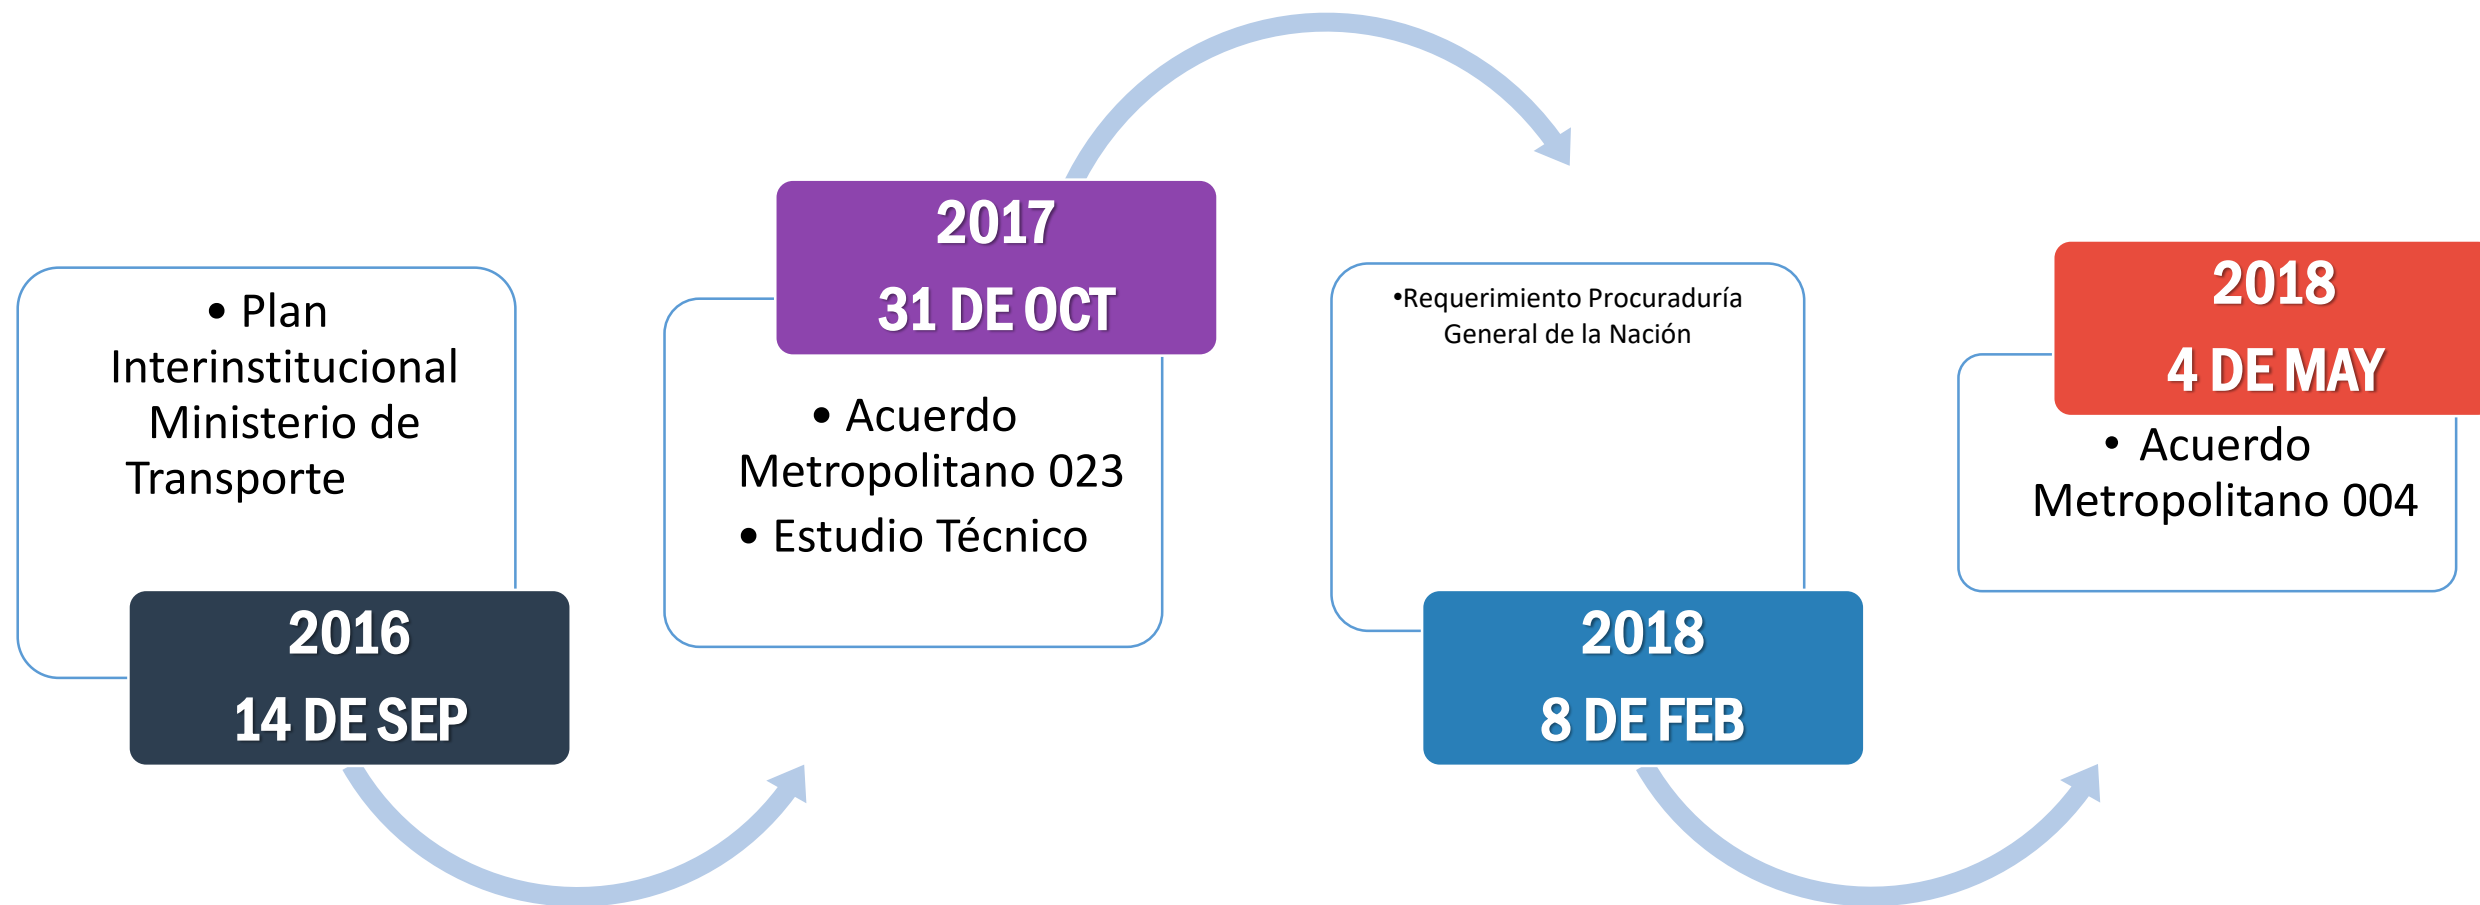 • Plan
Interinstitucional
Ministerio de
Transporte
2016
14 DE SEP
2017
31 DE OCT
• Acuerdo
Metropolitano 023
• Estudio Técnico
•Requerimiento Procuraduría
General de la Nación
2018
8 DE FEB
2018
4 DE MAY
• Acuerdo
Metropolitano 004